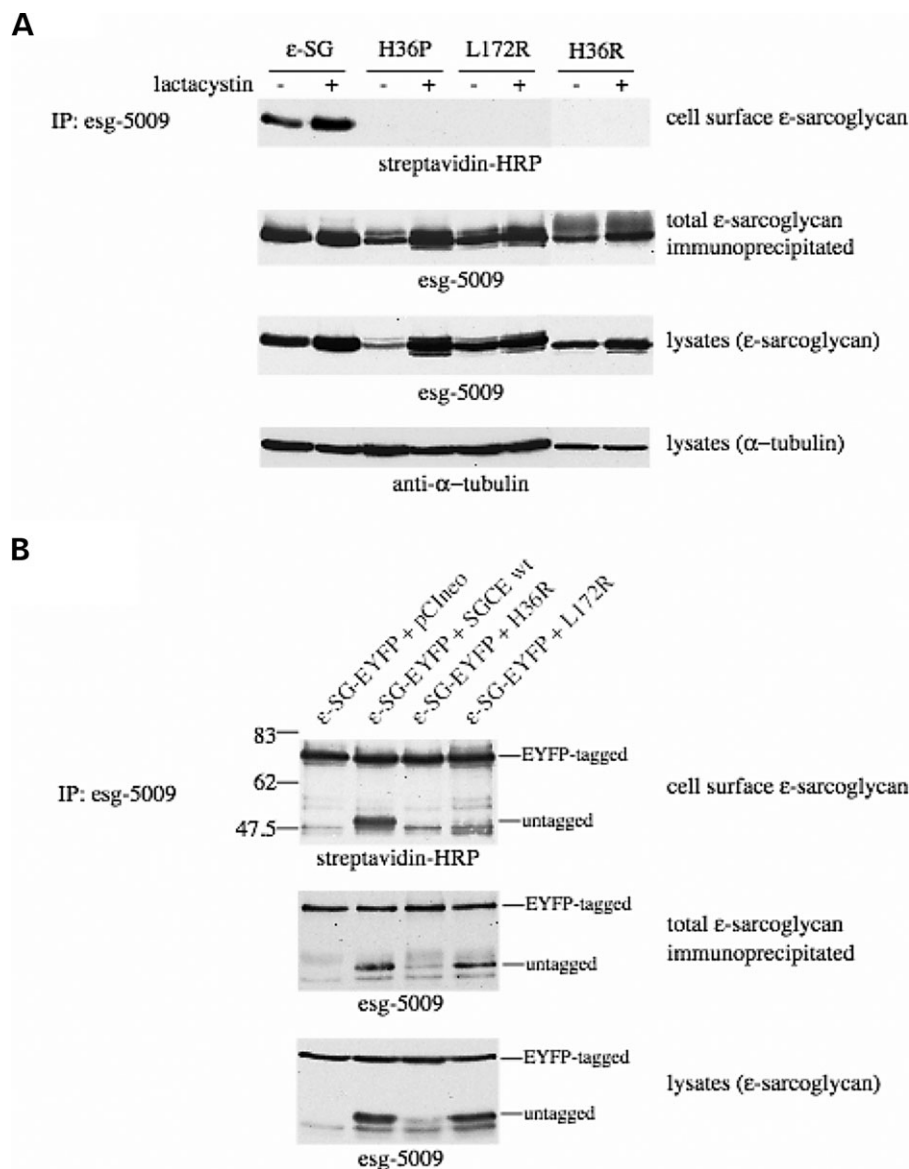 A
ε-SG H36P L172R H36R
lactacystin - + - + - + - +
IP: esg-5009
cell surface ε-sarcoglycan
streptavidin-HRP
total ε-sarcoglycan
immunoprecipitated
esg-5009
lysates (ε-sarcoglycan)
esg-5009
lysates (α-tubulin)
anti-α-tubulin
B
ε-SG-EYFP + pCIneo
ε-SG-EYFP + SGCE wt
ε-SG-EYFP + H36R
ε-SG-EYFP + L172R
83
EYFP-tagged
62
IP: esg-5009
cell surface ε-sarcoglycan
untagged
47.5
streptavidin-HRP
EYFP-tagged
total ε-sarcoglycan
immunoprecipitated
untagged
esg-5009
EYFP-tagged
lysates (ε-sarcoglycan)
untagged
esg-5009